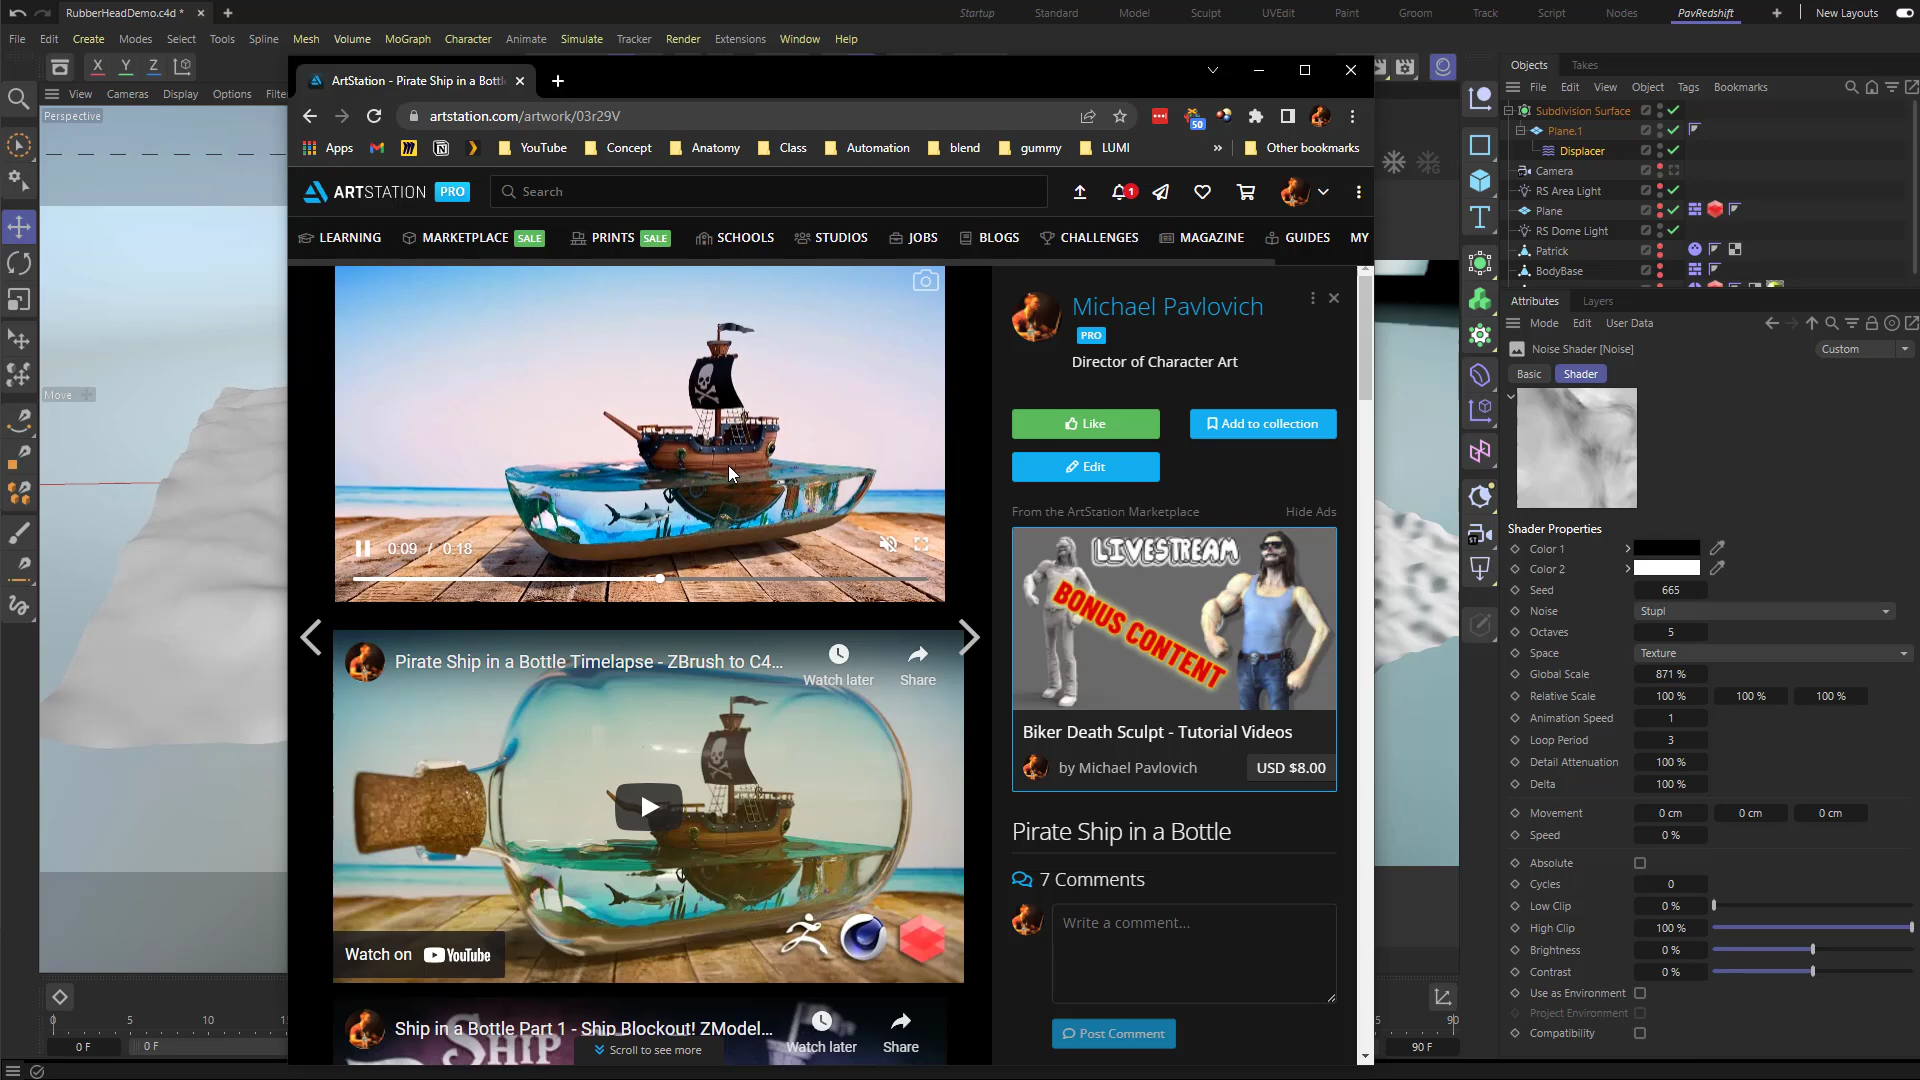 RubberHeadDemo.c4d *
Startup
Standard
Model
Sculpt
UVEdit
Paint
Groom
Track
Script
Nodes
PavRedshift
New Layouts
File
Edit
Create
Modes
Select
Tools
Spline
Mesh
Volume
MoGraph
Character
Animate
Simulate
Tracker
Render
Extensions
Window
Help
X
Y
Z
View
Cameras
Display
Options
Filte
Perspective
Move
ArtStation - Pirate Ship in a Bottl
artstation.com/artwork/03r29V
50
Apps
YouTube
Concept
Anatomy
Class
Automation
blend
gummy
LUMI
Other bookmarks
ARTSTATION PRO
Search
1
LEARNING
MARKETPLACE SALE
PRINTS SALE
SCHOOLS
STUDIOS
JOBS
BLOGS
CHALLENGES
MAGAZINE
GUIDES
MY
0:09 / 0:18
Michael Pavlovich
PRO
Director of Character Art
Like
Add to collection
Edit
From the ArtStation Marketplace
Hide Ads
LIVESTREAM
BONUS CONTENT
Biker Death Sculpt - Tutorial Videos
by Michael Pavlovich
USD $8.00
Pirate Ship in a Bottle
7 Comments
Write a comment...
Post Comment
Pirate Ship in a Bottle Timelapse - ZBrush to C4...
Watch later
Share
Watch on YouTube
Ship in a Bottle Part 1 - Ship Blockout! ZModel...
Watch later
Share
SHIP
Scroll to see more
Objects
Takes
File
Edit
View
Object
Tags
Bookmarks
Subdivision Surface
Plane.1
Displacer
Camera
RS Area Light
Plane
RS Dome Light
Patrick
BodyBase
Attributes
Layers
Mode
Edit
User Data
Noise Shader [Noise]
Custom
Basic
Shader
Shader Properties
Color 1
Color 2
Seed
665
Noise
Stupl
Octaves
5
Space
Texture
Global Scale
871 %
Relative Scale
100 %
100 %
100 %
Animation Speed
1
Loop Period
3
Detail Attenuation
100 %
Delta
100 %
Movement
0 cm
0 cm
0 cm
Speed
0 %
Absolute
Cycles
0
Low Clip
0 %
High Clip
100 %
Brightness
0 %
Contrast
0 %
Use as Environment
Project Environment
Compatibility
0
5
10
90
0 F
0 F
90 F